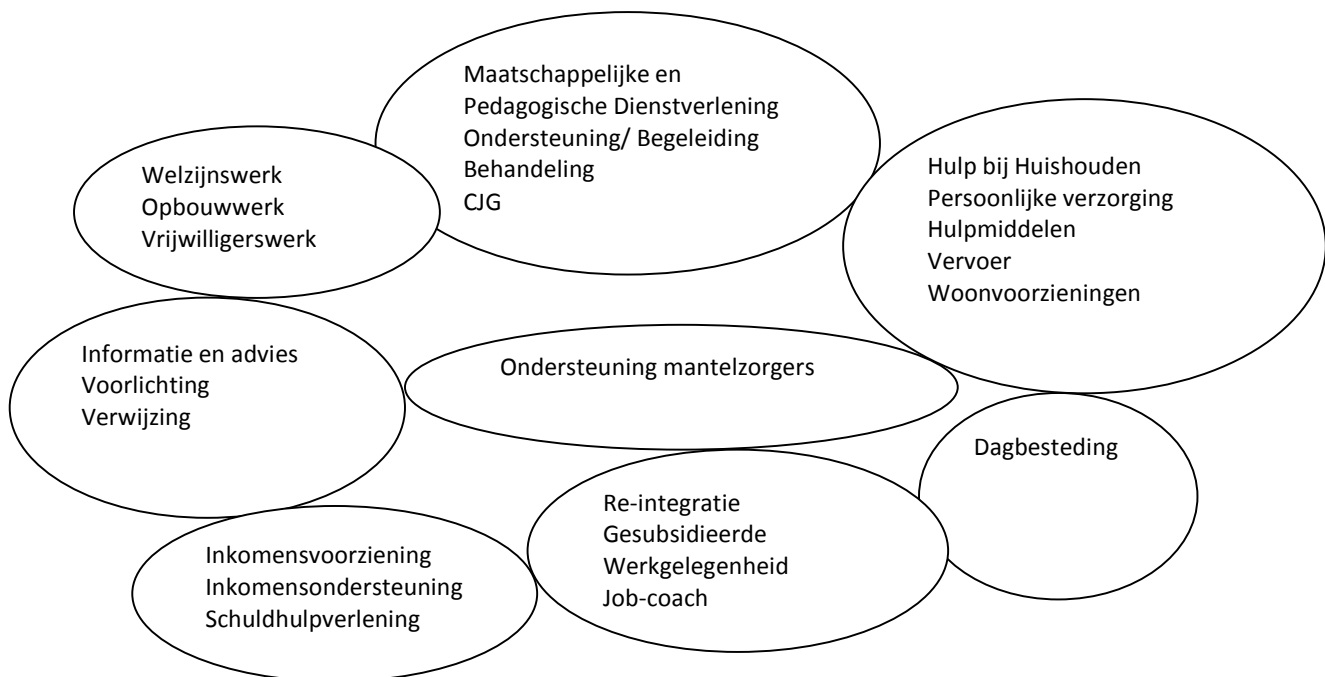 Maatschappelijke en
Pedagogische Dienstverlening
Ondersteuning/ Begeleiding
Behandeling
CJG
Welzijnswerk
Opbouwwerk
Vrijwilligerswerk
Hulp bij Huishouden
Persoonlijke verzorging
Hulpmiddelen
Vervoer
Woonvoorzieningen
Informatie en advies
Voorlichting
Verwijzing
Ondersteuning mantelzorgers
Dagbesteding
Re-integratie
Gesubsidieerde
Werkgelegenheid
Job-coach
Inkomensvoorziening
Inkomensondersteuning
Schuldhulpverlening